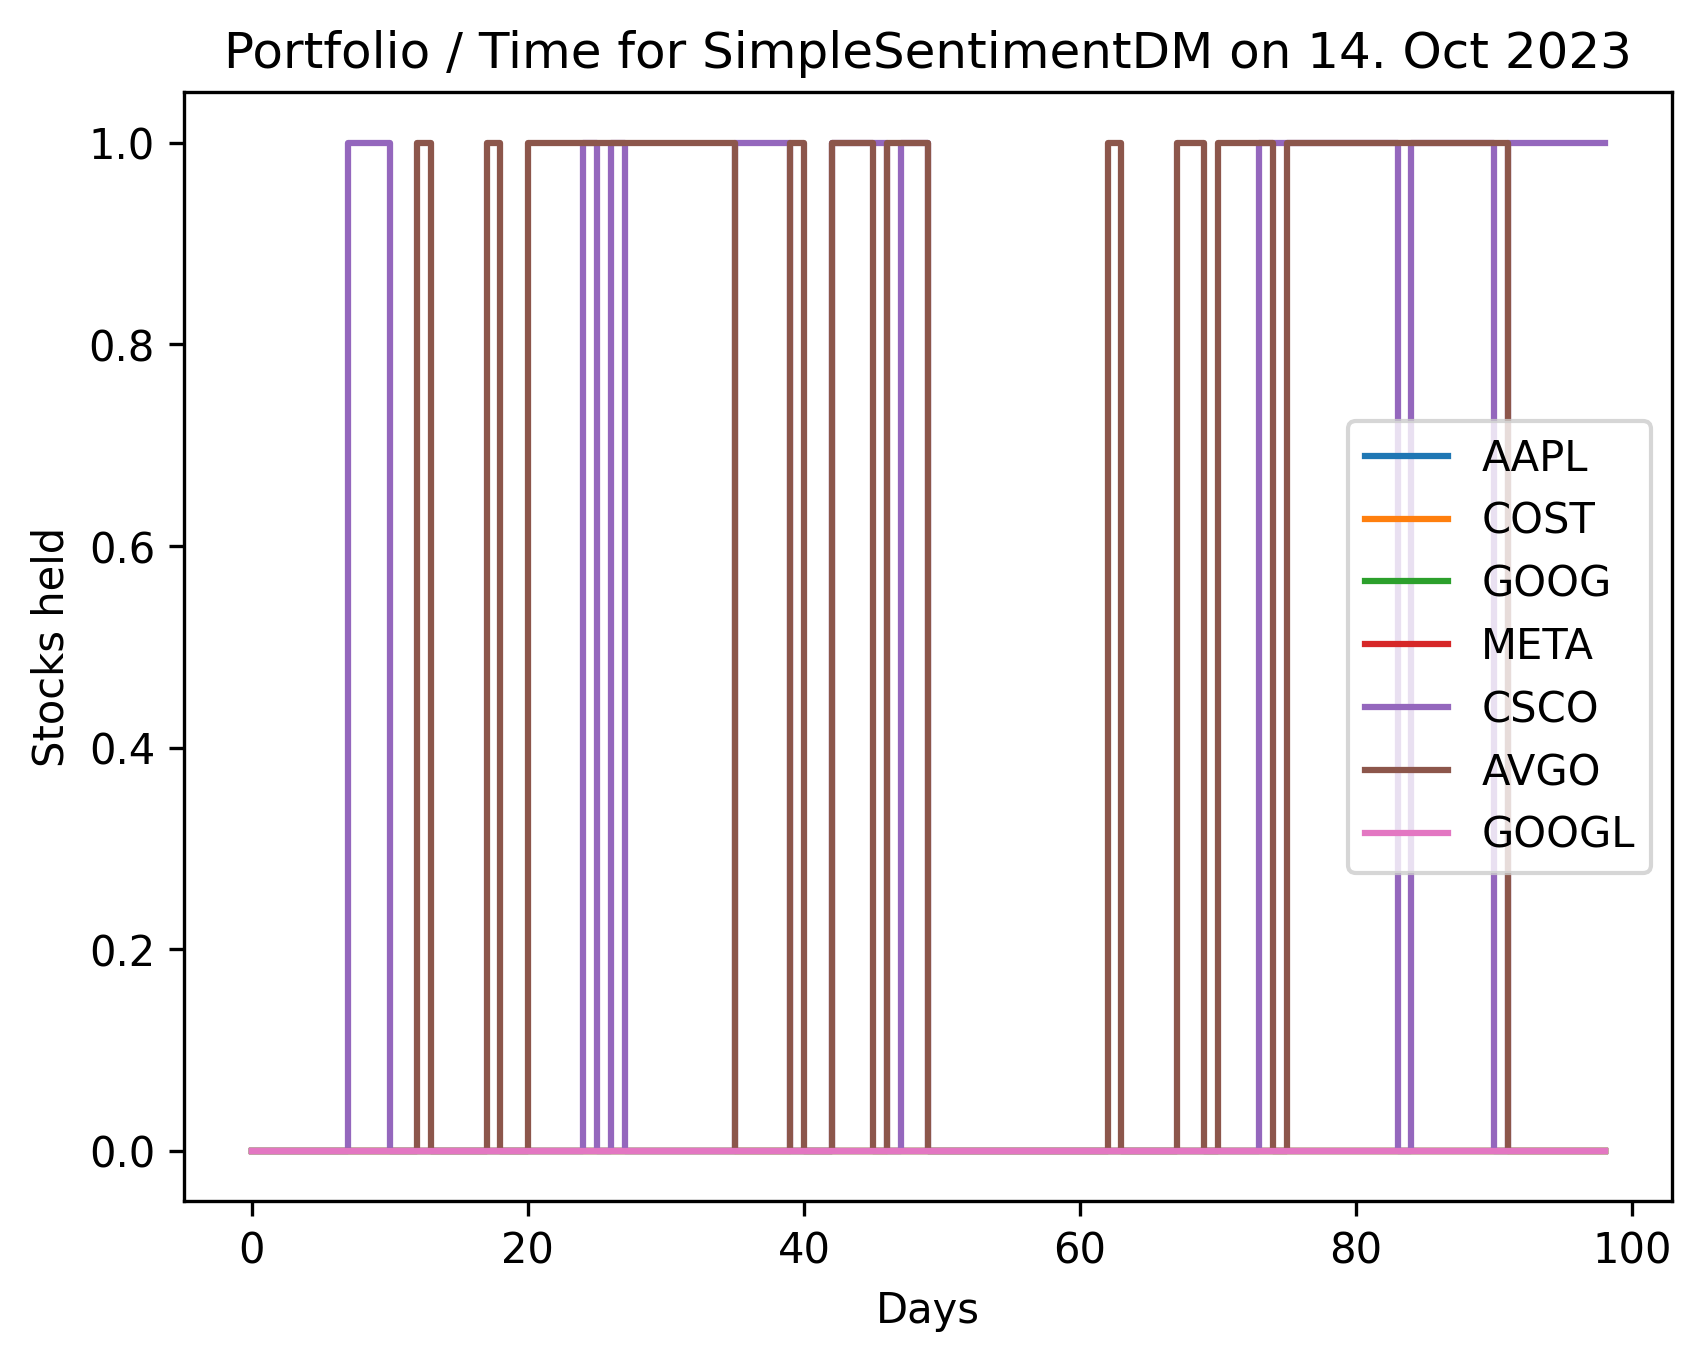 Portfolio / Time for SimpleSentimentDM on 14. Oct 2023
1.0
0.8
0.6
0.4
0.2
0.0
Stocks held
AAPL
COST
GOOG
META
CSCO
AVGO
GOOGL
0 20 40 60 80 100
Days